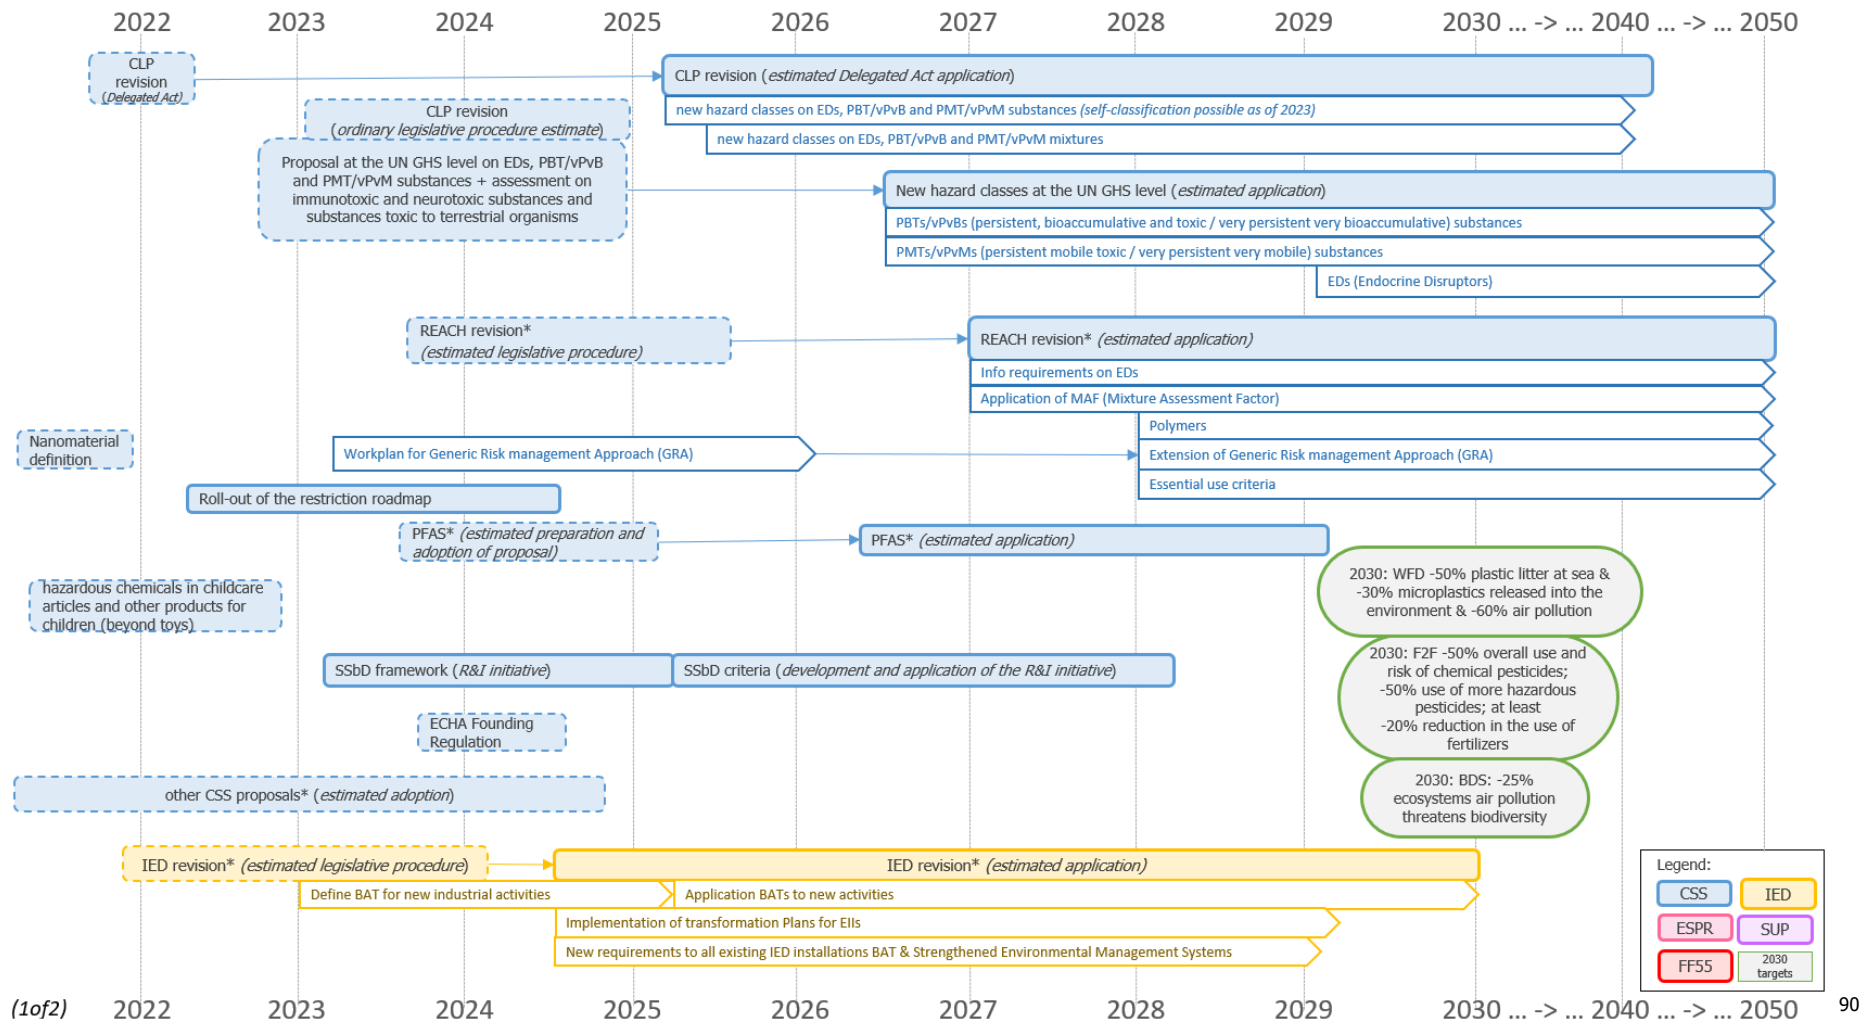 2022 2023 2024 2025 2026 2027 2028 2029 2030 ... -> ... 2040 ... -> ... 2050
CLP
revision
(Delegated Act)
CLP revision (estimated Delegated Act application)
new hazard classes on EDs, PBT/vPvB and PMT/vPvM substances (self-classification possible as of 2023)
CLP revision
(ordinary legislative procedure estimate)
new hazard classes on EDs, PBT/vPvB and PMT/vPvM mixtures
Proposal at the UN GHS level on EDs, PBT/vPvB
and PMT/vPvM substances + assessment on
immunotoxic and neurotoxic substances and
substances toxic to terrestrial organisms
New hazard classes at the UN GHS level (estimated application)
PBTs/vPvBs (persistent, bioaccumulative and toxic / very persistent very bioaccumulative) substances
PMTs/vPvMs (persistent mobile toxic / very persistent very mobile) substances
EDs (Endocrine Disruptors)
REACH revision*
(estimated legislative procedure)
REACH revision* (estimated application)
Info requirements on EDs
Application of MAF (Mixture Assessment Factor)
Polymers
Nanomaterial
definition
Workplan for Generic Risk management Approach (GRA)
Extension of Generic Risk management Approach (GRA)
Essential use criteria
Roll-out of the restriction roadmap
PFAS* (estimated preparation and
adoption of proposal)
PFAS* (estimated application)
hazardous chemicals in childcare
articles and other products for
children (beyond toys)
2030: WFD -50% plastic litter at sea &
-30% microplastics released into the
environment & -60% air pollution
SSbD framework (R&I initiative)
SSbD criteria (development and application of the R&I initiative)
2030: F2F -50% overall use and
risk of chemical pesticides;
-50% use of more hazardous
pesticides; at least
-20% reduction in the use of
fertilizers
ECHA Founding
Regulation
other CSS proposals* (estimated adoption)
2030: BDS: -25%
ecosystems air pollution
threatens biodiversity
IED revision* (estimated legislative procedure)
IED revision* (estimated application)
Define BAT for new industrial activities
Application BATs to new activities
Implementation of transformation Plans for EIIs
New requirements to all existing IED installations BAT & Strengthened Environmental Management Systems
Legend:
CSS
IED
ESPR
SUP
FF55
2030
targets
(1of2)
2022 2023 2024 2025 2026 2027 2028 2029 2030 ... -> ... 2040 ... -> ... 2050
90